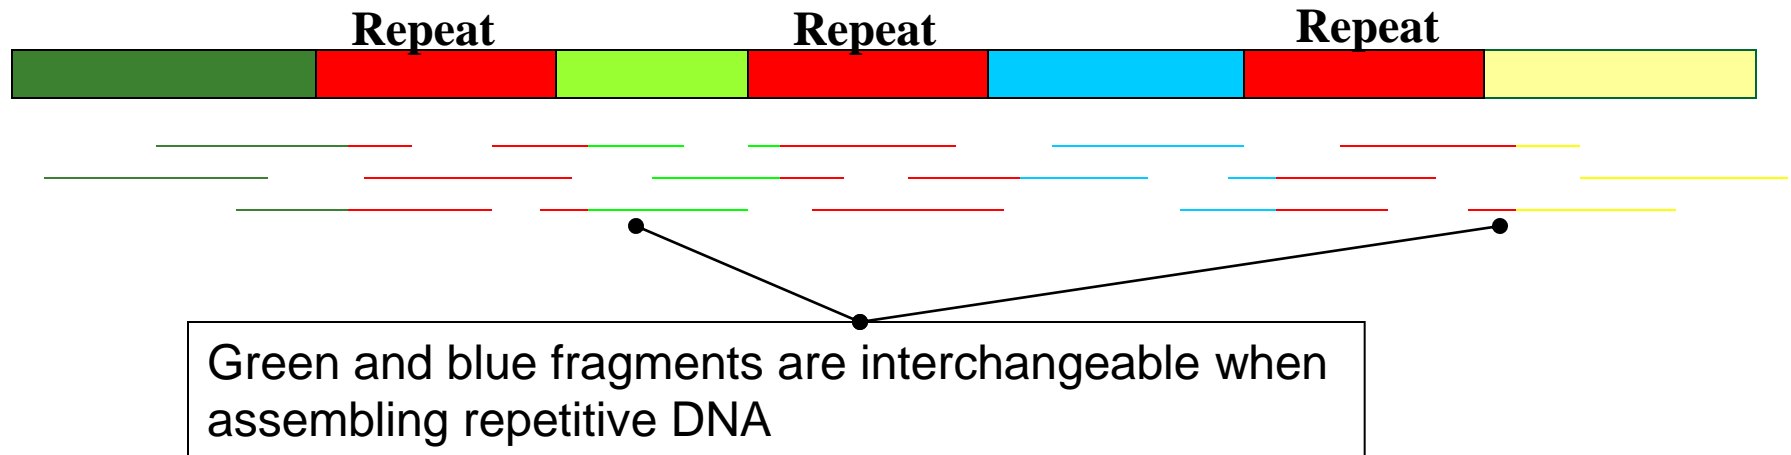 Repeat Repeat Repeat
Green and blue fragments are interchangeable when
assembling repetitive DNA